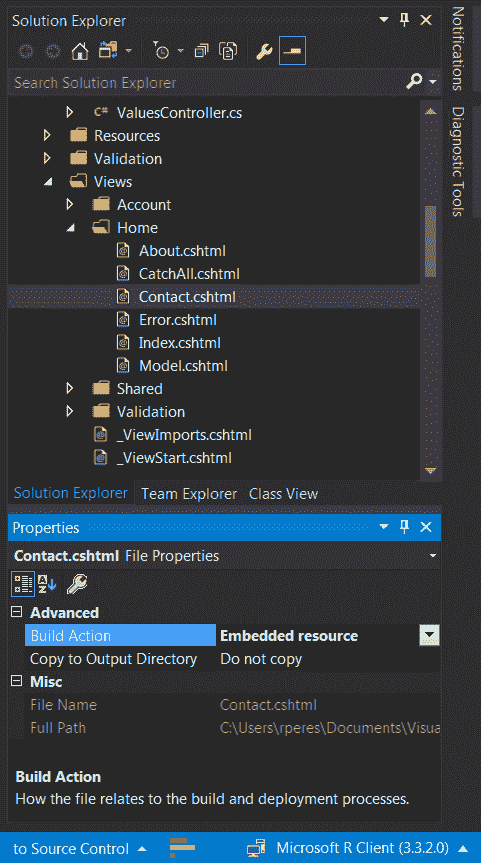 Solution Explorer
Search Solution Explorer
C# ValuesController.cs
Resources
Validation
Views
Account
Home
About.cshtml
CatchAll.cshtml
Contact.cshtml
Error.cshtml
Index.cshtml
Model.cshtml
Shared
Validation
_ViewImports.cshtml
_ViewStart.cshtml
Solution Explorer Team Explorer Class View
Notifications
Diagnostic Tools
Properties
Contact.cshtml File Properties
Advanced
Build Action Embedded resource
Copy to Output Directory Do not copy
Misc
File Name Contact.cshtml
Full Path C:\Users\rperes\Documents\Visua
Build Action
How the file relates to the build and deployment processes.
to Source Control Microsoft R Client (3.3.2.0)